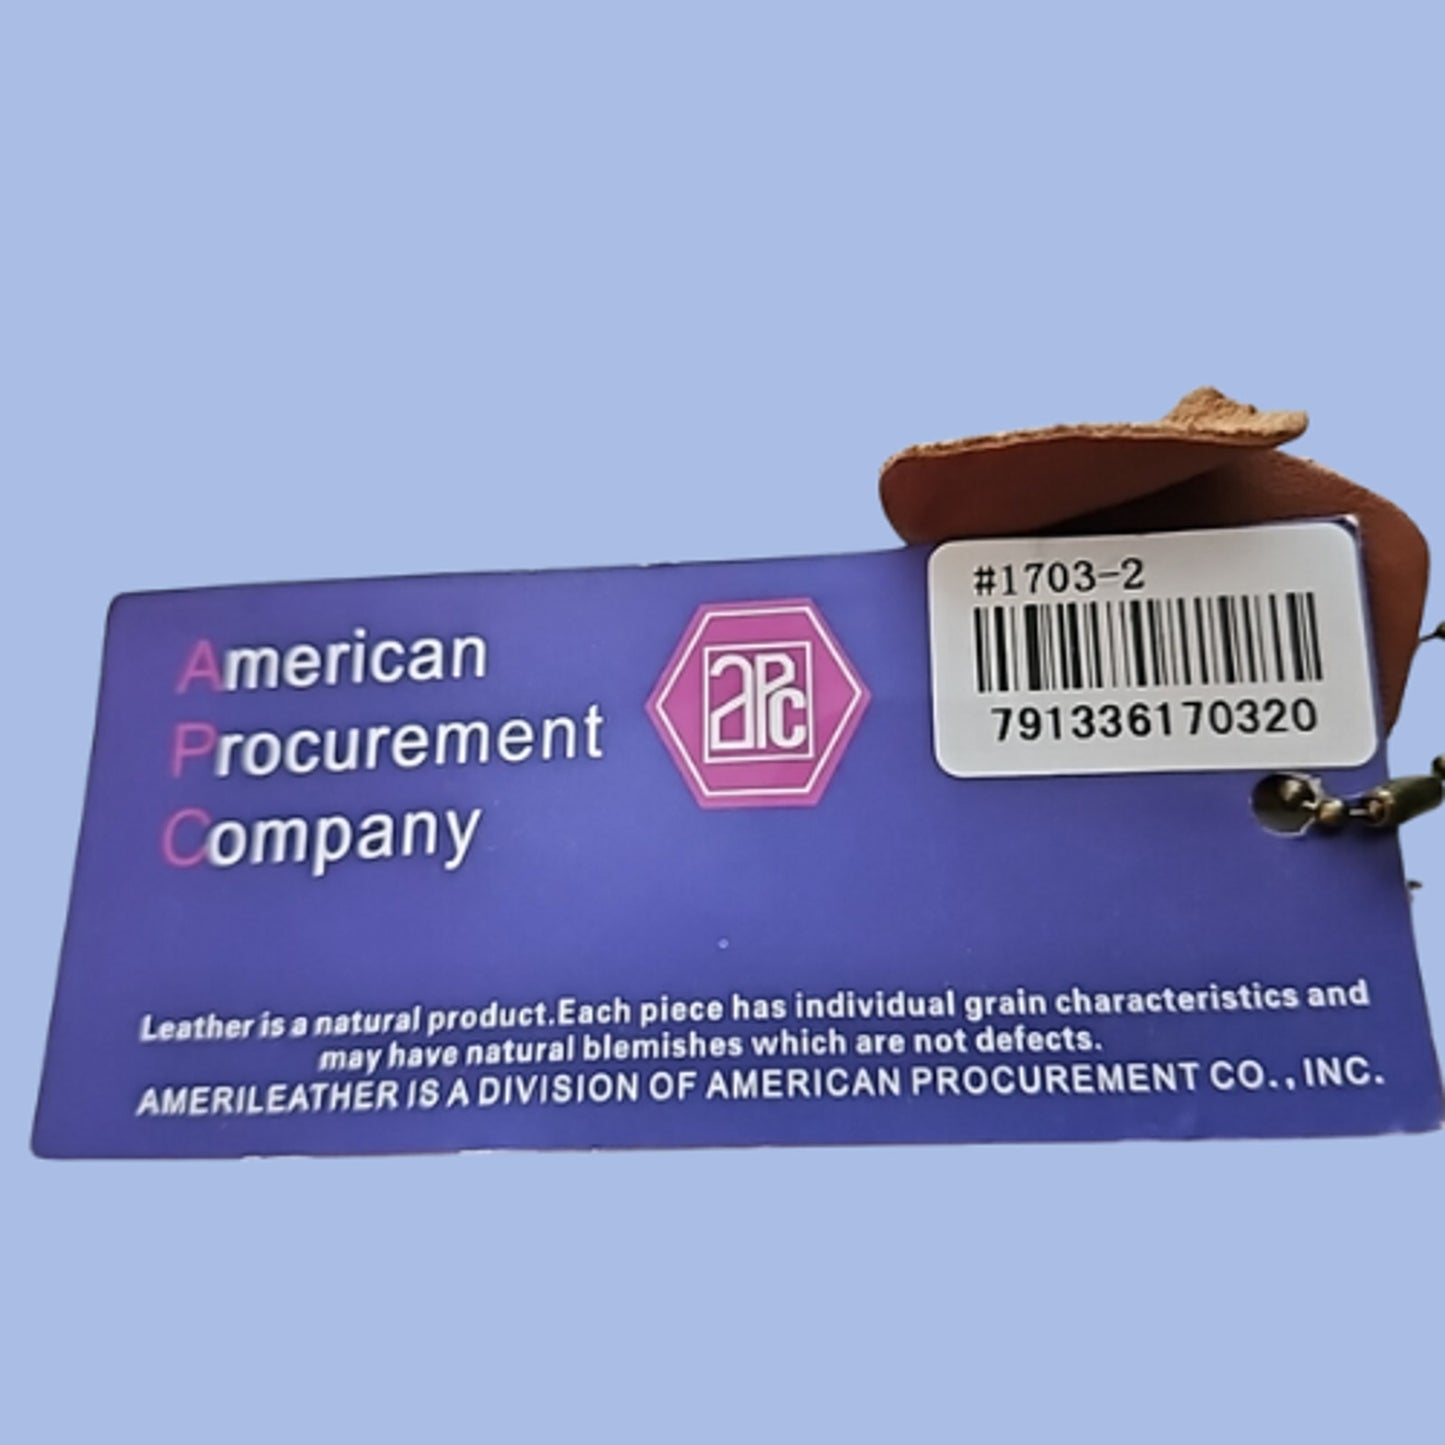 American
Procurement
Company
aPc
#1703-2
791336170320
Leather is a natural product.Each piece has individual grain characteristics and
may have natural blemishes which are not defects.
AMERILEATHER IS A DIVISION OF AMERICAN PROCUREMENT CO., INC.